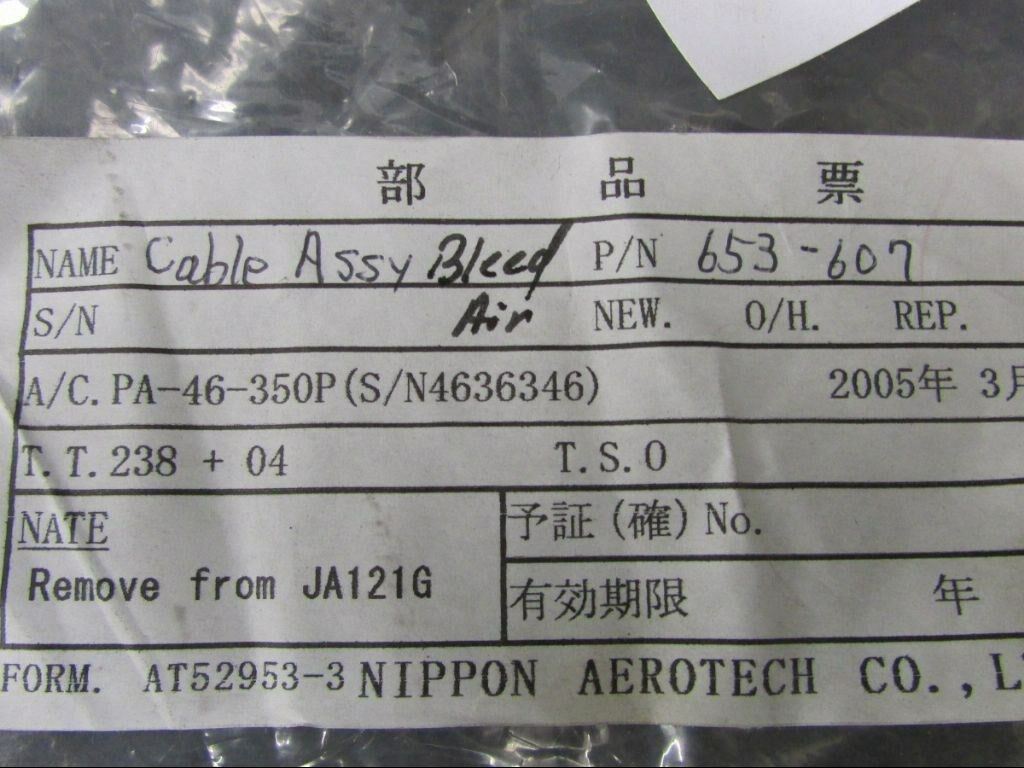 部 品 票
NAME Cable Assy Bleed P/N 653-607
S/N Air NEW. O/H. REP.
A/C. PA-46-350P(S/N4636346) 2005年 3月
T.T. 238 + 04 T.S.O
NATE 予証(確)No.
Remove from JA121G
有効期限 年
FORM. AT52953-3 NIPPON AEROTECH CO.,